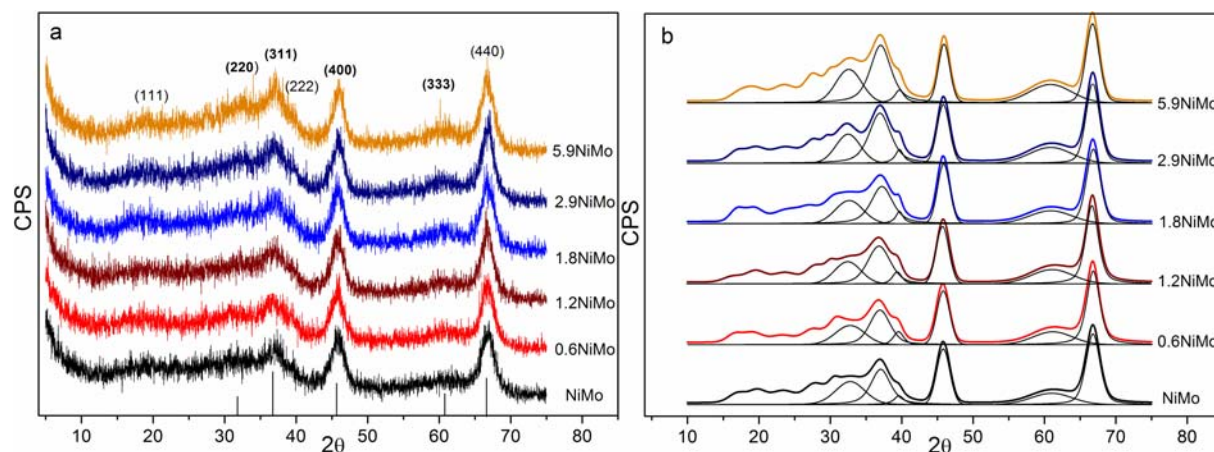 a
(111)
(220)
(311)
(222)
(400)
(333)
(440)
5.9NiMo
2.9NiMo
1.8NiMo
1.2NiMo
0.6NiMo
NiMo
CPS
10 20 30 40 50 60 70 80
2θ
b
5.9NiMo
2.9NiMo
1.8NiMo
1.2NiMo
0.6NiMo
NiMo
CPS
10 20 30 40 50 60 70 80
2θ